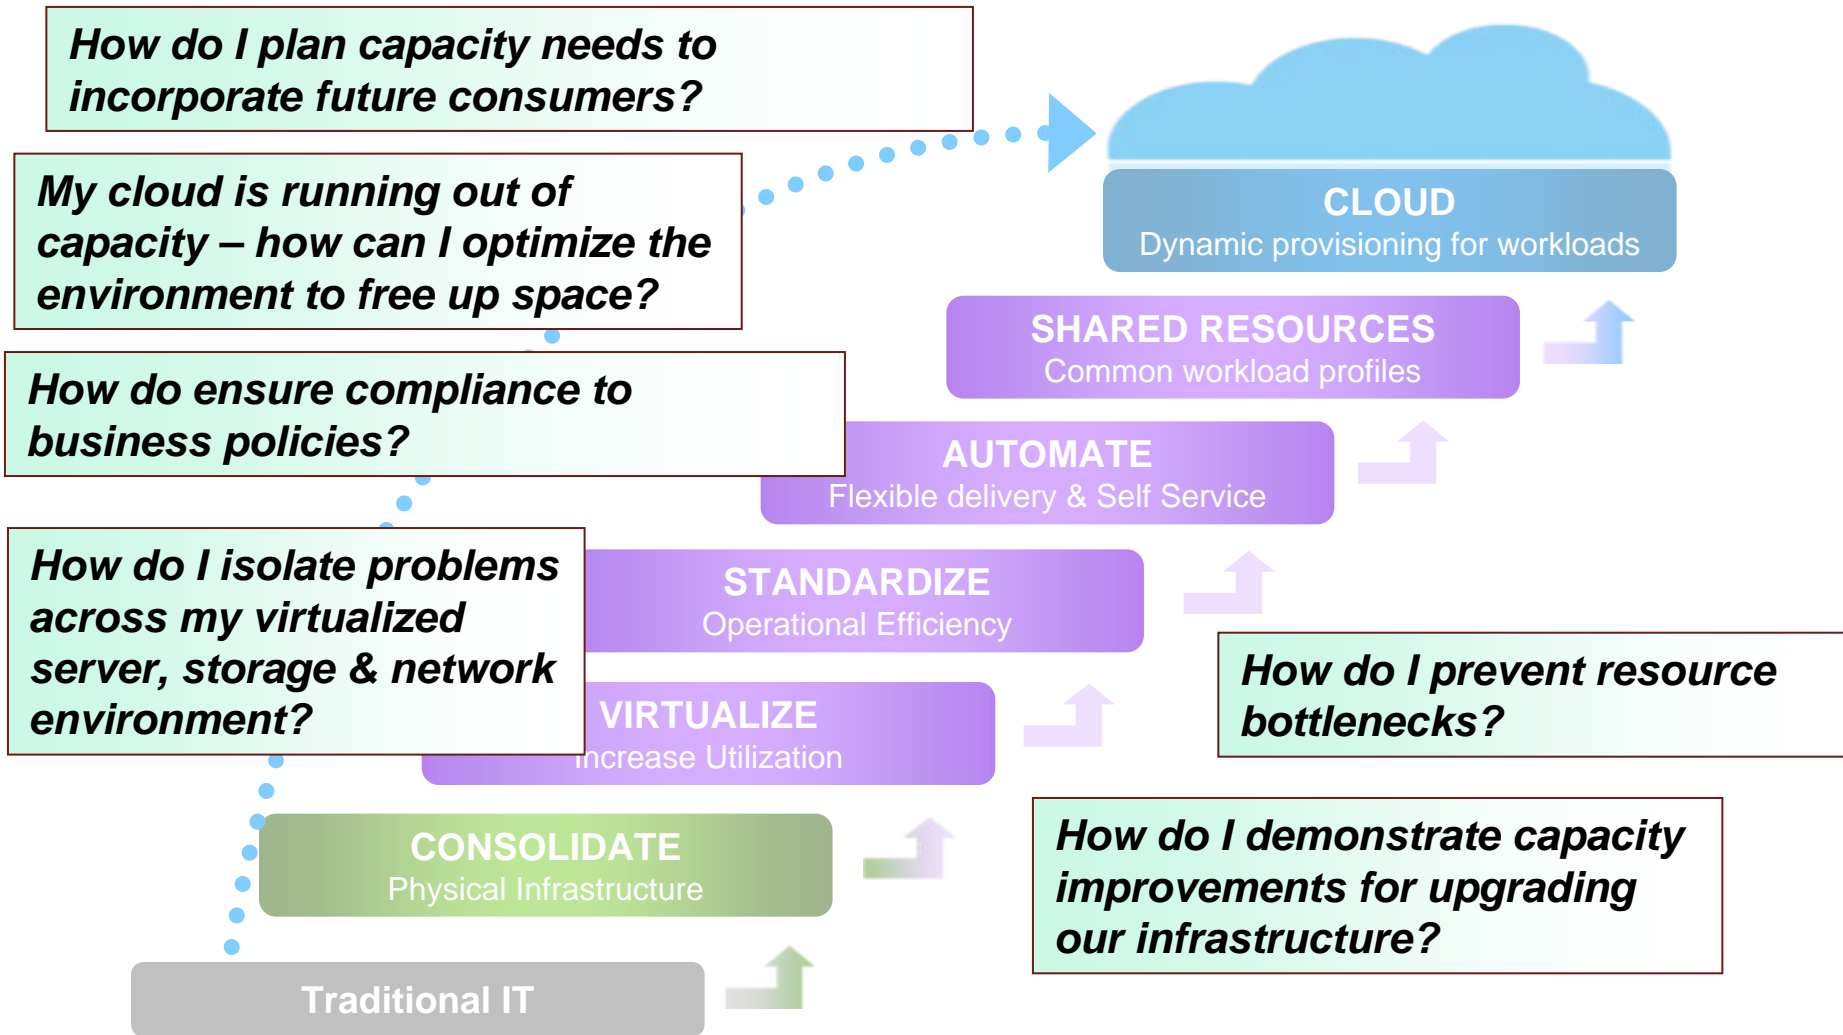 How do I plan capacity needs to
incorporate future consumers?
My cloud is running out of
capacity – how can I optimize the
environment to free up space?
How do ensure compliance to
business policies?
How do I isolate problems
across my virtualized
server, storage & network
environment?
CLOUD
Dynamic provisioning for workloads
SHARED RESOURCES
Common workload profiles
AUTOMATE
Flexible delivery & Self Service
STANDARDIZE
Operational Efficiency
VIRTUALIZE
Increase Utilization
CONSOLIDATE
Physical Infrastructure
Traditional IT
How do I prevent resource
bottlenecks?
How do I demonstrate capacity
improvements for upgrading
our infrastructure?